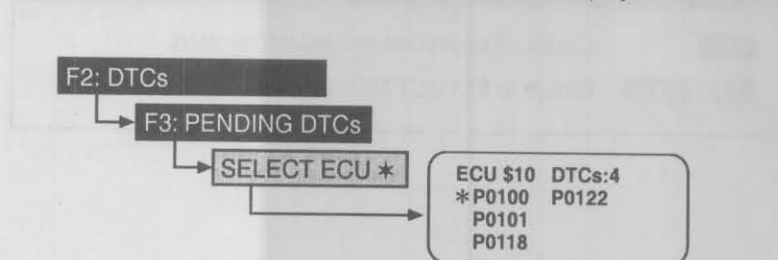 F2: DTCs
F3: PENDING DTCs
SELECT ECU *
ECU $10 DTCs:4
*P0100 P0122
P0101
P0118